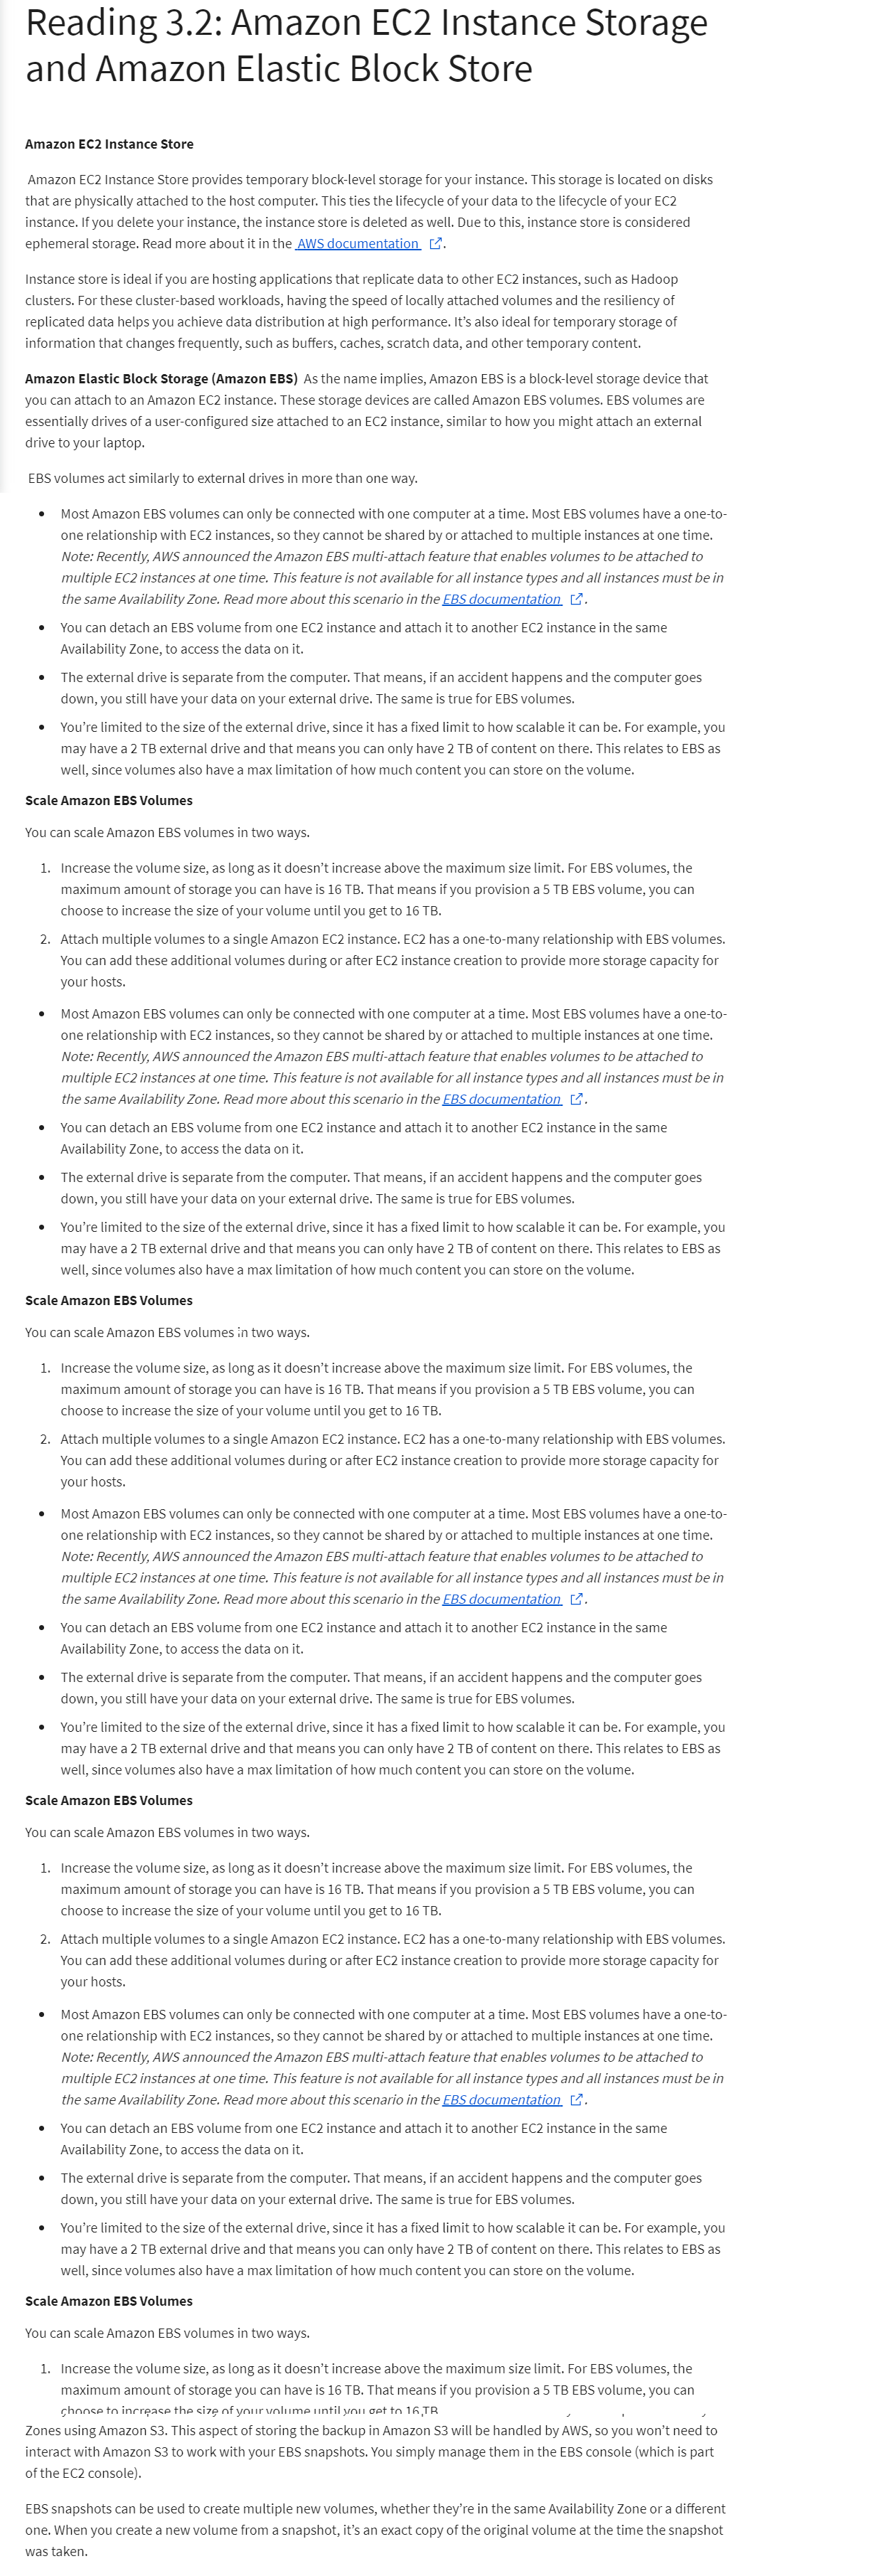 Reading 3.2: Amazon EC2 Instance Storage
and Amazon Elastic Block Store
Amazon EC2 Instance Store
Amazon EC2 Instance Store provides temporary block-level storage for your instance. This storage is located on disks
that are physically attached to the host computer. This ties the lifecycle of your data to the lifecycle of your EC2
instance. If you delete your instance, the instance store is deleted as well. Due to this, instance store is considered
ephemeral storage. Read more about it in the AWS documentation .
Instance store is ideal if you are hosting applications that replicate data to other EC2 instances, such as Hadoop
clusters. For these cluster-based workloads, having the speed of locally attached volumes and the resiliency of
replicated data helps you achieve data distribution at high performance. It’s also ideal for temporary storage of
information that changes frequently, such as buffers, caches, scratch data, and other temporary content.
Amazon Elastic Block Storage (Amazon EBS) As the name implies, Amazon EBS is a block-level storage device that
you can attach to an Amazon EC2 instance. These storage devices are called Amazon EBS volumes. EBS volumes are
essentially drives of a user-configured size attached to an EC2 instance, similar to how you might attach an external
drive to your laptop.
EBS volumes act similarly to external drives in more than one way.
• Most Amazon EBS volumes can only be connected with one computer at a time. Most EBS volumes have a one-to-
one relationship with EC2 instances, so they cannot be shared by or attached to multiple instances at one time.
Note: Recently, AWS announced the Amazon EBS multi-attach feature that enables volumes to be attached to
multiple EC2 instances at one time. This feature is not available for all instance types and all instances must be in
the same Availability Zone. Read more about this scenario in the EBS documentation .
• You can detach an EBS volume from one EC2 instance and attach it to another EC2 instance in the same
Availability Zone, to access the data on it.
• The external drive is separate from the computer. That means, if an accident happens and the computer goes
down, you still have your data on your external drive. The same is true for EBS volumes.
• You’re limited to the size of the external drive, since it has a fixed limit to how scalable it can be. For example, you
may have a 2 TB external drive and that means you can only have 2 TB of content on there. This relates to EBS as
well, since volumes also have a max limitation of how much content you can store on the volume.
Scale Amazon EBS Volumes
You can scale Amazon EBS volumes in two ways.
1. Increase the volume size, as long as it doesn’t increase above the maximum size limit. For EBS volumes, the
maximum amount of storage you can have is 16 TB. That means if you provision a 5 TB EBS volume, you can
choose to increase the size of your volume until you get to 16 TB.
2. Attach multiple volumes to a single Amazon EC2 instance. EC2 has a one-to-many relationship with EBS volumes.
You can add these additional volumes during or after EC2 instance creation to provide more storage capacity for
your hosts.
• Most Amazon EBS volumes can only be connected with one computer at a time. Most EBS volumes have a one-to-
one relationship with EC2 instances, so they cannot be shared by or attached to multiple instances at one time.
Note: Recently, AWS announced the Amazon EBS multi-attach feature that enables volumes to be attached to
multiple EC2 instances at one time. This feature is not available for all instance types and all instances must be in
the same Availability Zone. Read more about this scenario in the EBS documentation .
• You can detach an EBS volume from one EC2 instance and attach it to another EC2 instance in the same
Availability Zone, to access the data on it.
• The external drive is separate from the computer. That means, if an accident happens and the computer goes
down, you still have your data on your external drive. The same is true for EBS volumes.
• You’re limited to the size of the external drive, since it has a fixed limit to how scalable it can be. For example, you
may have a 2 TB external drive and that means you can only have 2 TB of content on there. This relates to EBS as
well, since volumes also have a max limitation of how much content you can store on the volume.
Scale Amazon EBS Volumes
You can scale Amazon EBS volumes in two ways.
1. Increase the volume size, as long as it doesn’t increase above the maximum size limit. For EBS volumes, the
maximum amount of storage you can have is 16 TB. That means if you provision a 5 TB EBS volume, you can
choose to increase the size of your volume until you get to 16 TB.
2. Attach multiple volumes to a single Amazon EC2 instance. EC2 has a one-to-many relationship with EBS volumes.
You can add these additional volumes during or after EC2 instance creation to provide more storage capacity for
your hosts.
• Most Amazon EBS volumes can only be connected with one computer at a time. Most EBS volumes have a one-to-
one relationship with EC2 instances, so they cannot be shared by or attached to multiple instances at one time.
Note: Recently, AWS announced the Amazon EBS multi-attach feature that enables volumes to be attached to
multiple EC2 instances at one time. This feature is not available for all instance types and all instances must be in
the same Availability Zone. Read more about this scenario in the EBS documentation .
• You can detach an EBS volume from one EC2 instance and attach it to another EC2 instance in the same
Availability Zone, to access the data on it.
• The external drive is separate from the computer. That means, if an accident happens and the computer goes
down, you still have your data on your external drive. The same is true for EBS volumes.
• You’re limited to the size of the external drive, since it has a fixed limit to how scalable it can be. For example, you
may have a 2 TB external drive and that means you can only have 2 TB of content on there. This relates to EBS as
well, since volumes also have a max limitation of how much content you can store on the volume.
Scale Amazon EBS Volumes
You can scale Amazon EBS volumes in two ways.
1. Increase the volume size, as long as it doesn’t increase above the maximum size limit. For EBS volumes, the
maximum amount of storage you can have is 16 TB. That means if you provision a 5 TB EBS volume, you can
choose to increase the size of your volume until you get to 16 TB.
2. Attach multiple volumes to a single Amazon EC2 instance. EC2 has a one-to-many relationship with EBS volumes.
You can add these additional volumes during or after EC2 instance creation to provide more storage capacity for
your hosts.
• Most Amazon EBS volumes can only be connected with one computer at a time. Most EBS volumes have a one-to-
one relationship with EC2 instances, so they cannot be shared by or attached to multiple instances at one time.
Note: Recently, AWS announced the Amazon EBS multi-attach feature that enables volumes to be attached to
multiple EC2 instances at one time. This feature is not available for all instance types and all instances must be in
the same Availability Zone. Read more about this scenario in the EBS documentation .
• You can detach an EBS volume from one EC2 instance and attach it to another EC2 instance in the same
Availability Zone, to access the data on it.
• The external drive is separate from the computer. That means, if an accident happens and the computer goes
down, you still have your data on your external drive. The same is true for EBS volumes.
• You’re limited to the size of the external drive, since it has a fixed limit to how scalable it can be. For example, you
may have a 2 TB external drive and that means you can only have 2 TB of content on there. This relates to EBS as
well, since volumes also have a max limitation of how much content you can store on the volume.
Scale Amazon EBS Volumes
You can scale Amazon EBS volumes in two ways.
1. Increase the volume size, as long as it doesn’t increase above the maximum size limit. For EBS volumes, the
maximum amount of storage you can have is 16 TB. That means if you provision a 5 TB EBS volume, you can
choose to increase the size of your volume until you get to 16 TB
Zones using Amazon S3. This aspect of storing the backup in Amazon S3 will be handled by AWS, so you won’t need to
interact with Amazon S3 to work with your EBS snapshots. You simply manage them in the EBS console (which is part
of the EC2 console).
EBS snapshots can be used to create multiple new volumes, whether they’re in the same Availability Zone or a different
one. When you create a new volume from a snapshot, it’s an exact copy of the original volume at the time the snapshot
was taken.